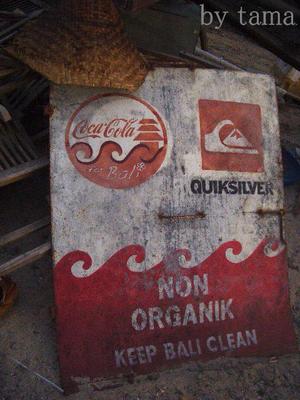 by tama
Coca-Cola
Bali
QUIKSILVER
NON
ORGANIK
KEEP BALI CLEAN